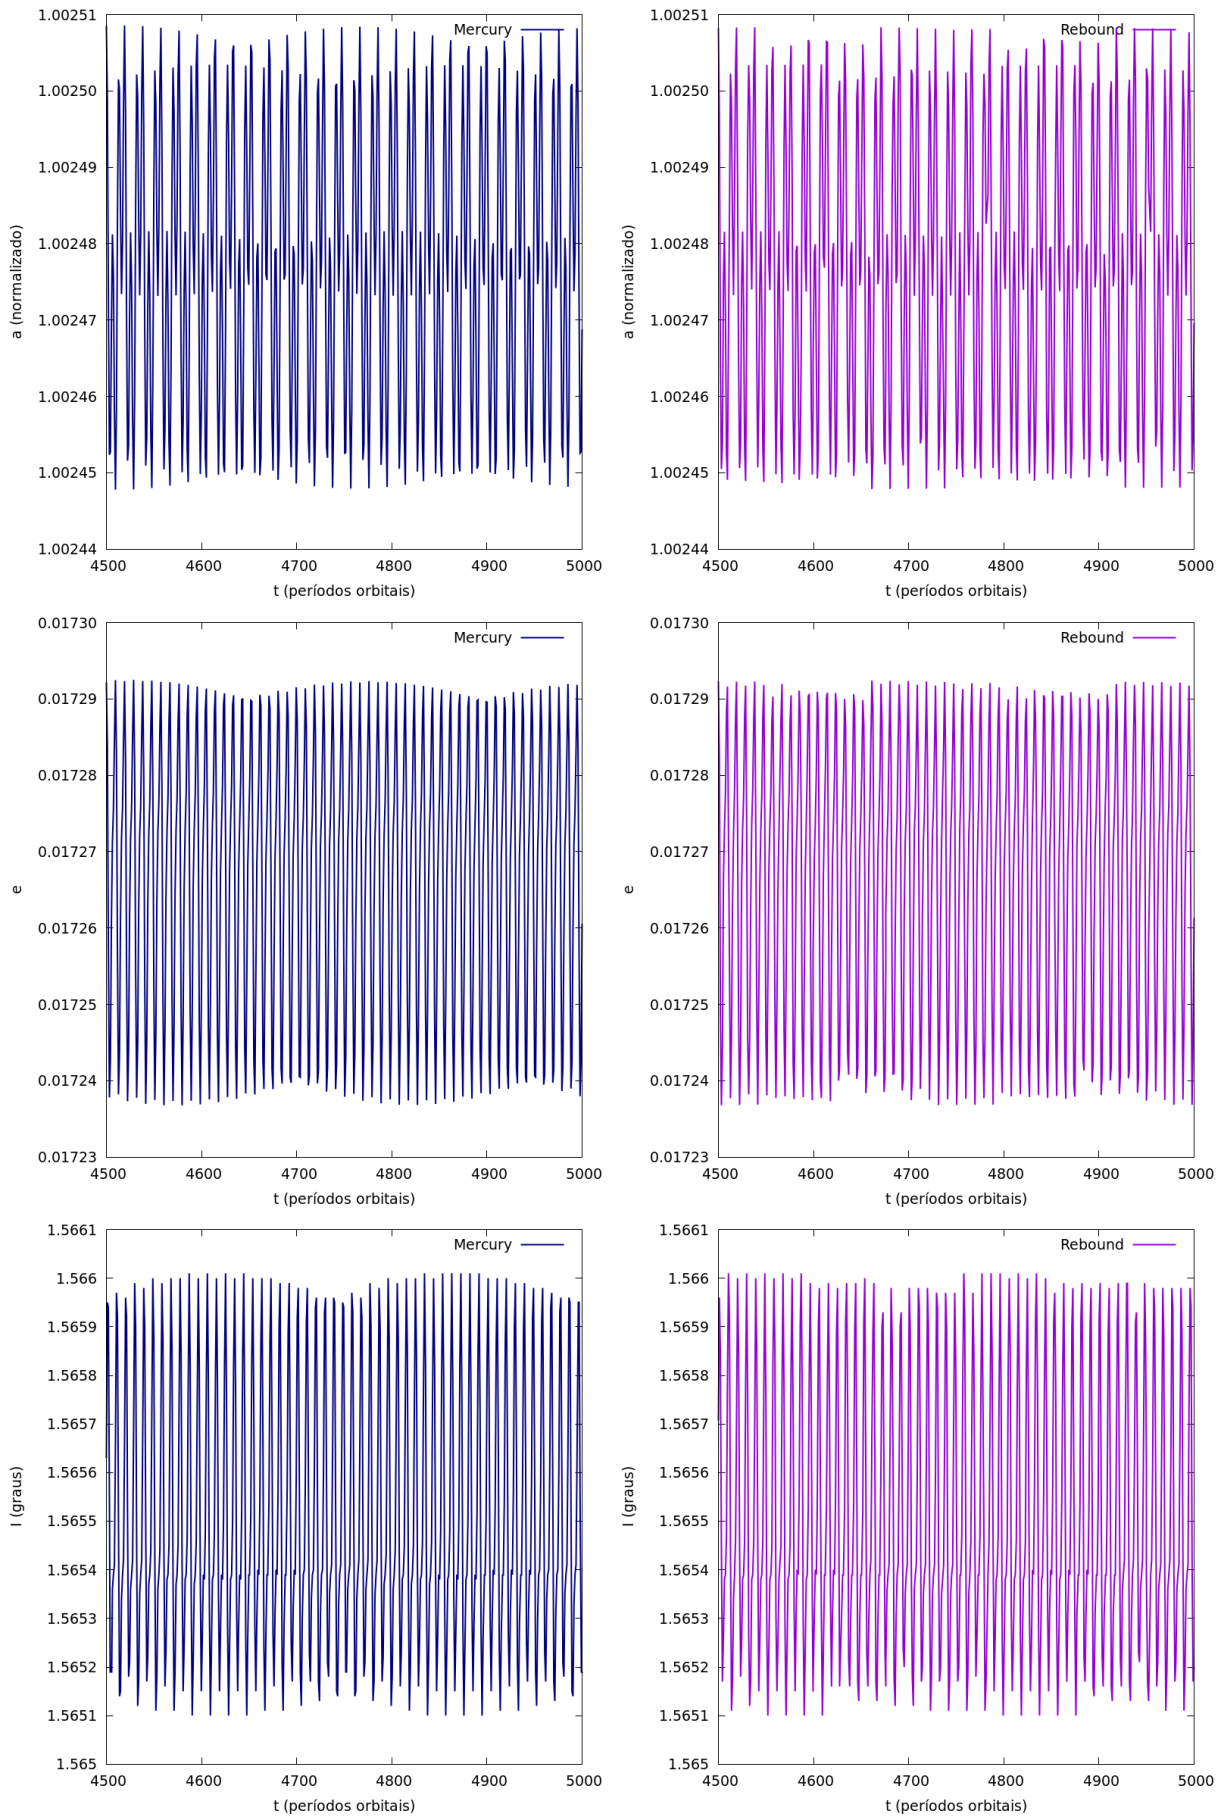 1.00251
Mercury
1.00250
1.00249
1.00248
a (normalizado)
1.00247
1.00246
1.00245
1.00244
4500 4600 4700 4800 4900 5000
t (períodos orbitais)
1.00251
Rebound
1.00250
1.00249
1.00248
a (normalizado)
1.00247
1.00246
1.00245
1.00244
4500 4600 4700 4800 4900 5000
t (períodos orbitais)
0.01730
Mercury
0.01729
0.01728
0.01727
e
0.01726
0.01725
0.01724
0.01723
4500 4600 4700 4800 4900 5000
t (períodos orbitais)
0.01730
Rebound
0.01729
0.01728
0.01727
e
0.01726
0.01725
0.01724
0.01723
4500 4600 4700 4800 4900 5000
t (períodos orbitais)
1.5661
Mercury
1.566
1.5659
1.5658
1.5657
1.5656
I (graus)
1.5655
1.5654
1.5653
1.5652
1.5651
1.565
4500 4600 4700 4800 4900 5000
t (períodos orbitais)
1.5661
Rebound
1.566
1.5659
1.5658
1.5657
1.5656
I (graus)
1.5655
1.5654
1.5653
1.5652
1.5651
1.565
4500 4600 4700 4800 4900 5000
t (períodos orbitais)